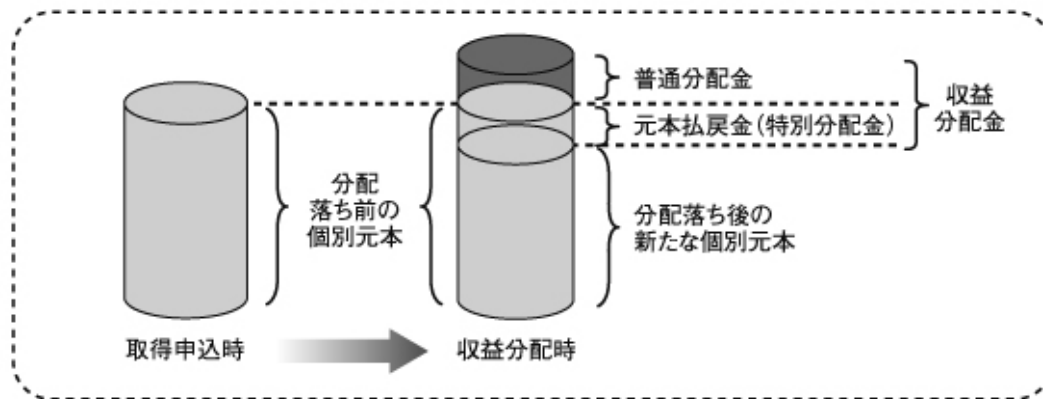 普通分配金
元本払戻金(特別分配金)
収益
分配金
分配
落ち前の
個別元本
分配落ち後の
新たな個別元本
取得申込時
収益分配時